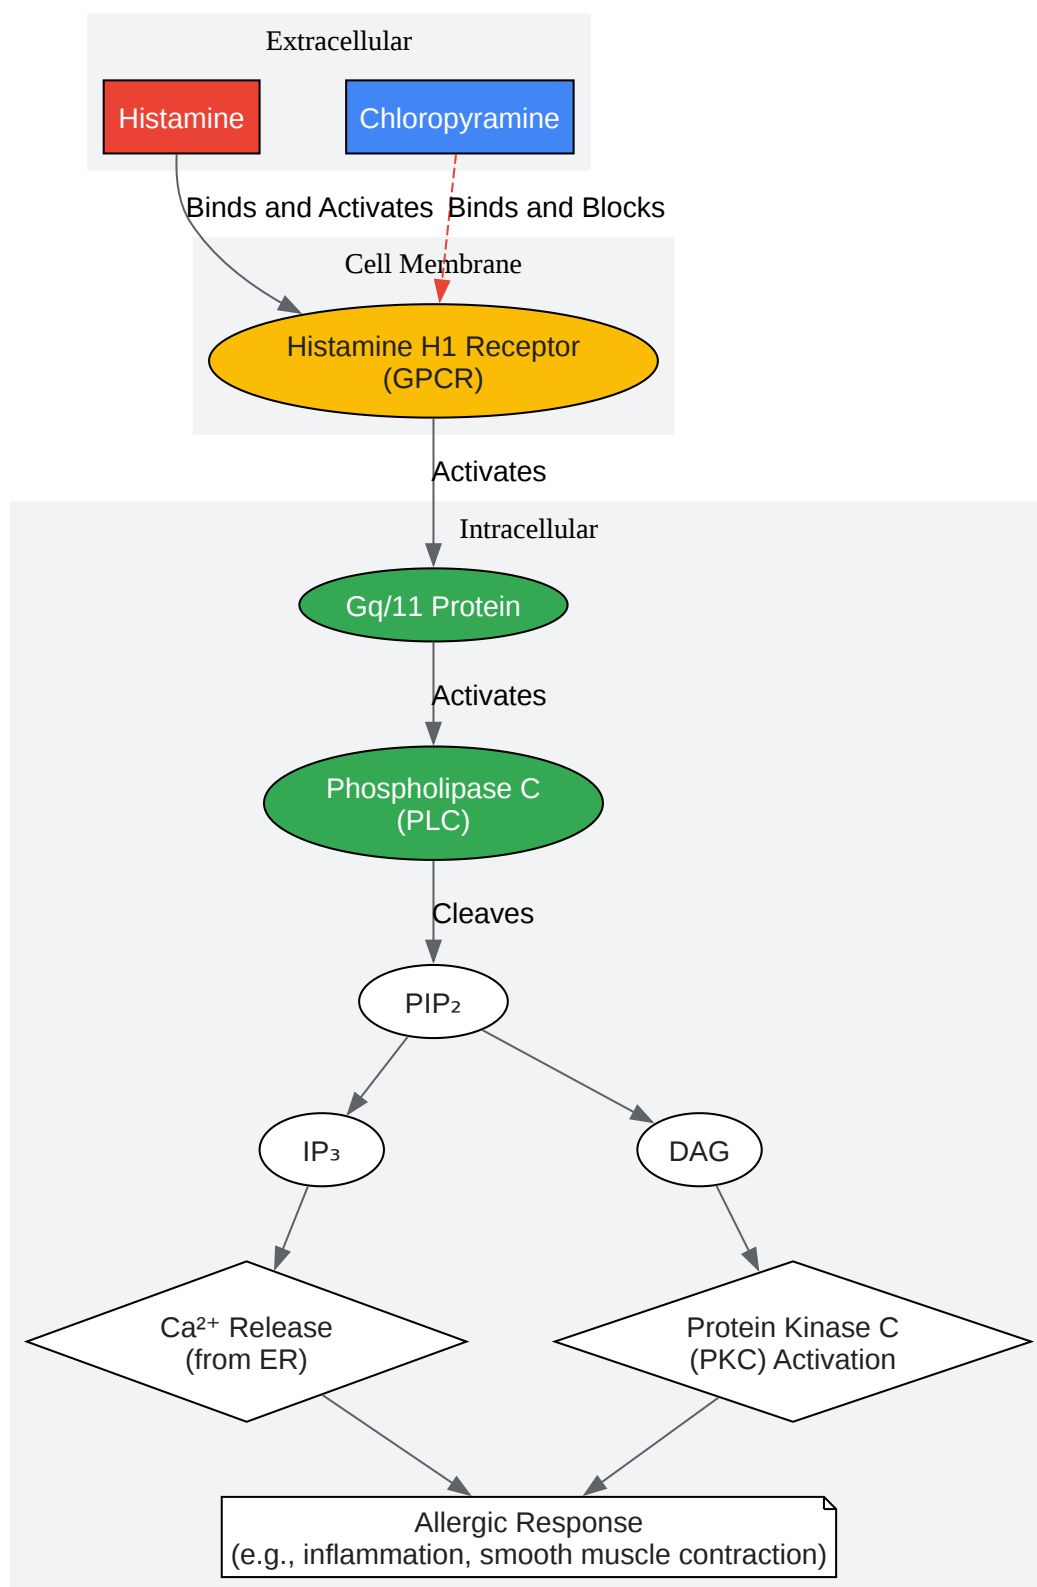 Extracellular
Histamine
Chloropyramine
Binds and Activates
Binds and Blocks
Cell Membrane
Histamine H1 Receptor
(GPCR)
Activates
Intracellular
Gq/11 Protein
Activates
Phospholipase C
(PLC)
Cleaves
PIP₂
IP₃
DAG
Ca²⁺ Release
(from ER)
Protein Kinase C
(PKC) Activation
Allergic Response
(e.g., inflammation, smooth muscle contraction)